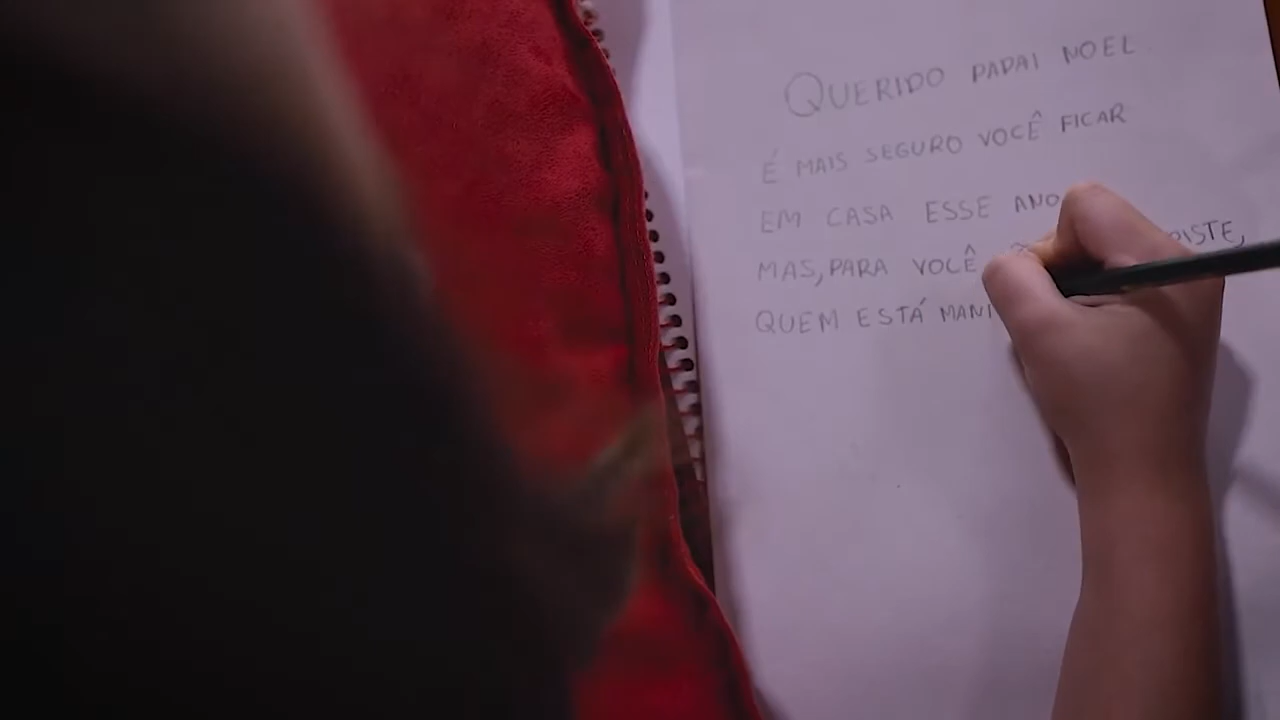 QUERIDO PAPAI NOEL
É MAIS SEGURO VOCÊ FICAR
EM CASA ESSE ANO
MAS, PARA VOCÊ
QUEM ESTÁ